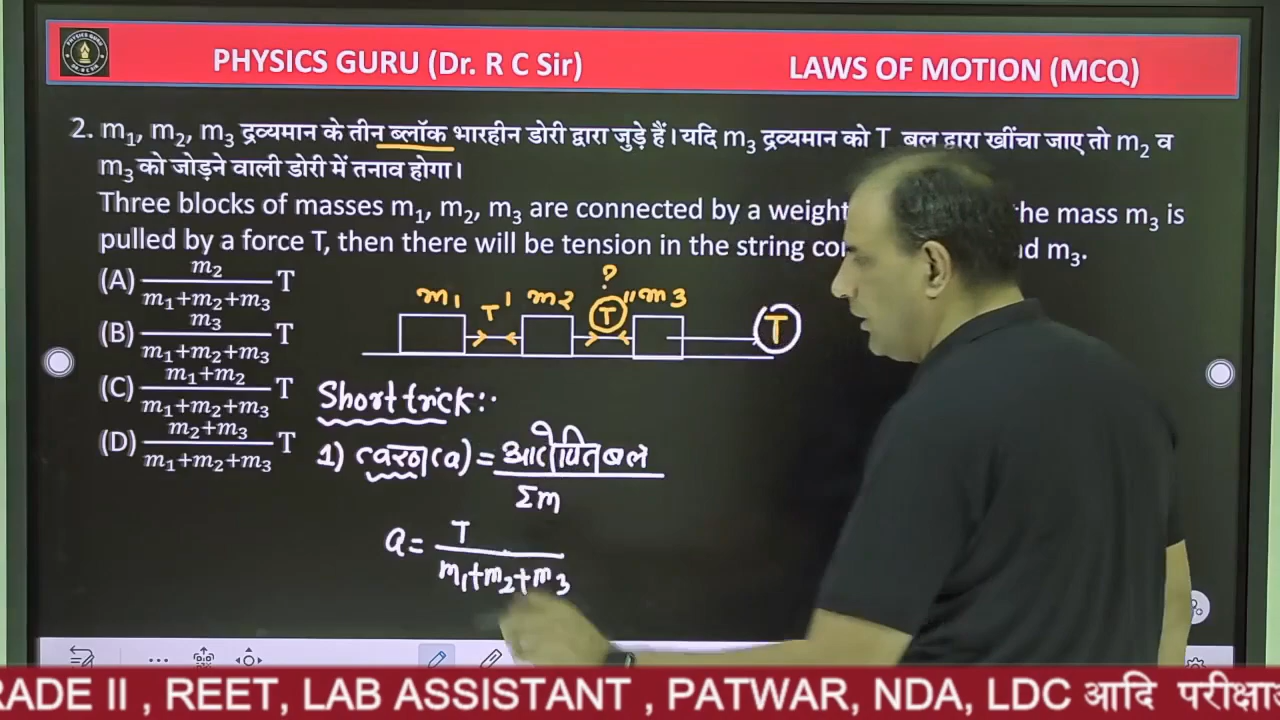 PHYSICS GURU (Dr. R C Sir)
LAWS OF MOTION (MCQ)
2. m₁, m₂, m₃ द्रव्यमान के तीन ब्लॉक भारहीन डोरी द्वारा जुड़े हैं। यदि m₃ द्रव्यमान को T बल द्वारा खींचा जाए तो m₂ व
m₃ को जोड़ने वाली डोरी में तनाव होगा।
Three blocks of masses m₁, m₂, m₃ are connected by a weight he mass m₃ is
pulled by a force T, then there will be tension in the string co nd m₃.
(A) m₂ / m₁+m₂+m₃ T
(B) m₃ / m₁+m₂+m₃ T
(C) m₁+m₂ / m₁+m₂+m₃ T
(D) m₂+m₃ / m₁+m₂+m₃ T
?
m₁ T' m₂ T'' m₃ T
Short trick:-
1) त्वरण (a) = आरोपित बल / Σm
a = T / m₁+m₂+m₃
RADE II , REET, LAB ASSISTANT , PATWAR, NDA, LDC आदि